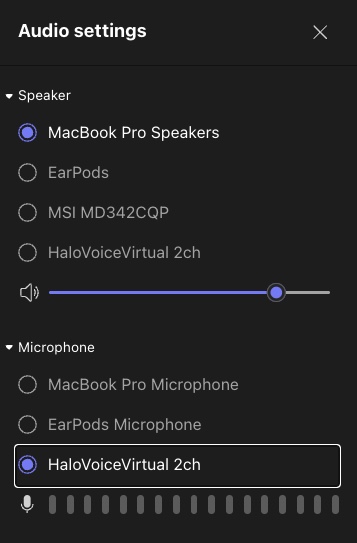 Audio settings
Speaker
MacBook Pro Speakers
EarPods
MSI MD342CQP
HaloVoiceVirtual 2ch
Microphone
MacBook Pro Microphone
EarPods Microphone
HaloVoiceVirtual 2ch